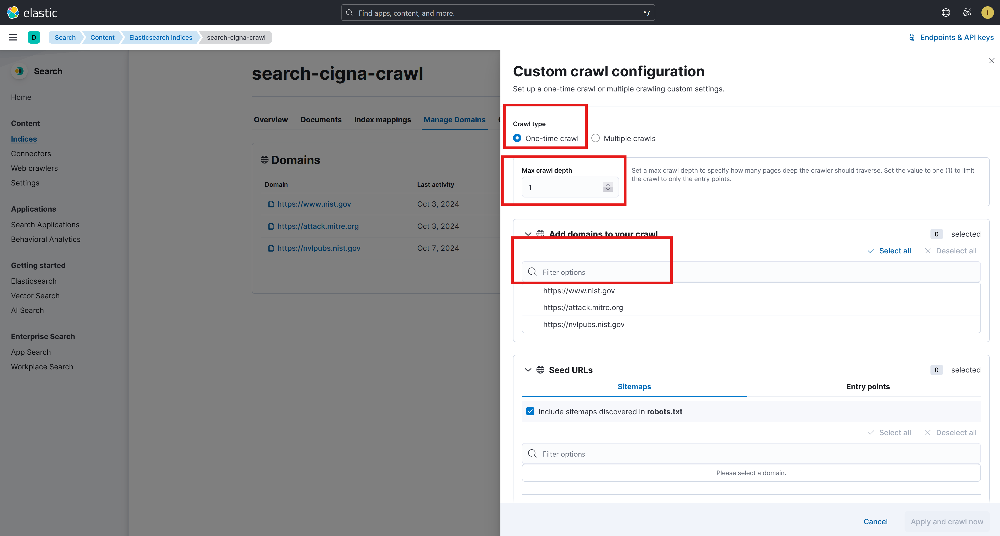 elastic
Find apps, content, and more.
^/
I
D
Search
Content
Elasticsearch indices
search-cigna-crawl
Endpoints & API keys
Search
Home
Content
Indices
Connectors
Web crawlers
Settings
Applications
Search Applications
Behavioral Analytics
Getting started
Elasticsearch
Vector Search
AI Search
Enterprise Search
App Search
Workplace Search
search-cigna-crawl
Overview Documents Index mappings Manage Domains
Domains
Domain Last activity
https://www.nist.gov Oct 3, 2024
https://attack.mitre.org Oct 3, 2024
https://nvlpubs.nist.gov Oct 7, 2024
Custom crawl configuration
Set up a one-time crawl or multiple crawling custom settings.
Crawl type
One-time crawl Multiple crawls
Max crawl depth
1
Set a max crawl depth to specify how many pages deep the crawler should traverse. Set the value to one (1) to limit
the crawl to only the entry points.
Add domains to your crawl 0 selected
Select all Deselect all
Filter options
https://www.nist.gov
https://attack.mitre.org
https://nvlpubs.nist.gov
Seed URLs 0 selected
Sitemaps Entry points
Include sitemaps discovered in robots.txt
Select all Deselect all
Filter options
Please select a domain.
Cancel Apply and crawl now